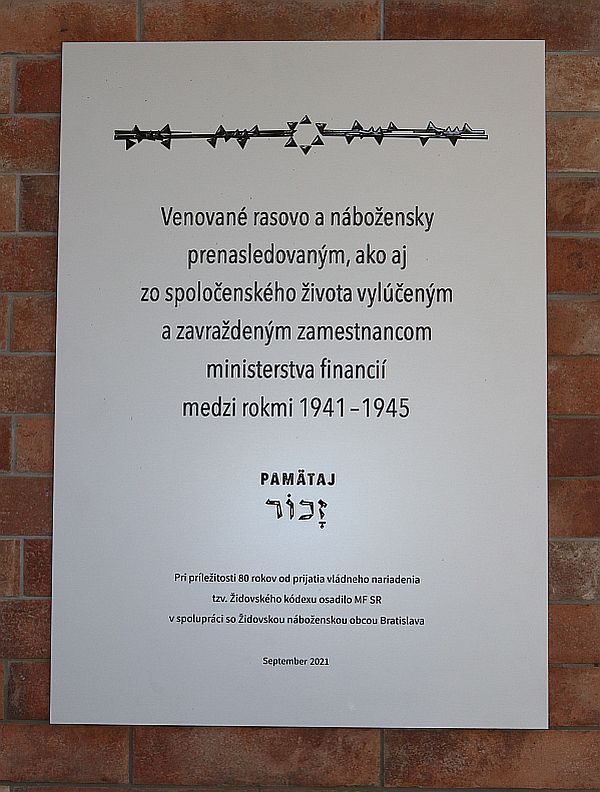 Venované rasovo a nábožensky
prenasledovaným, ako aj
zo spoločenského života vylúčeným
a zavraždeným zamestnancom
ministerstva financií
medzi rokmi 1941 – 1945
PAMÄTAJ
זָכוֹר
Pri príležitosti 80 rokov od prijatia vládneho nariadenia
tzv. Židovského kódexu osadilo MF SR
v spolupráci so Židovskou náboženskou obcou Bratislava
September 2021